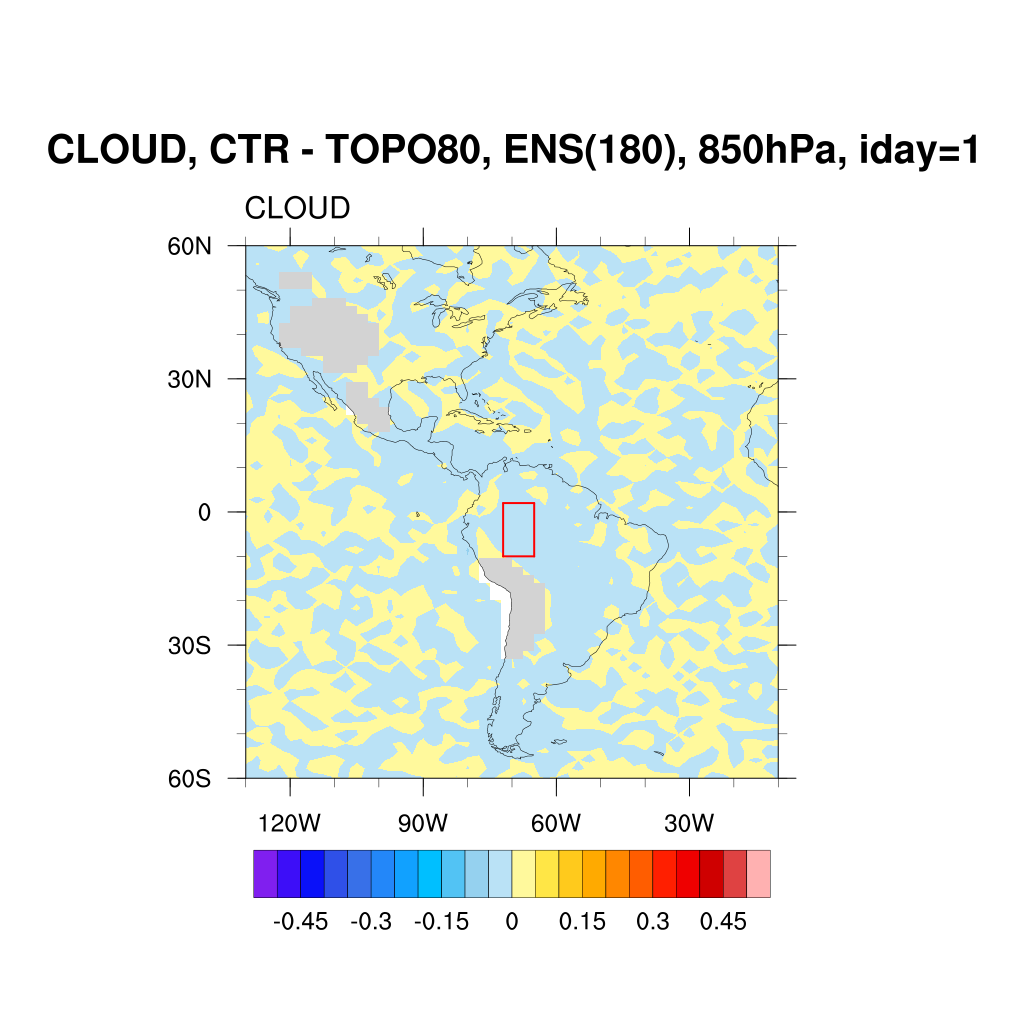 CLOUD, CTR - TOPO80, ENS(180), 850hPa, iday=1
CLOUD
60N
30N
0
30S
60S
120W 90W 60W 30W
-0.45 -0.3 -0.15 0 0.15 0.3 0.45